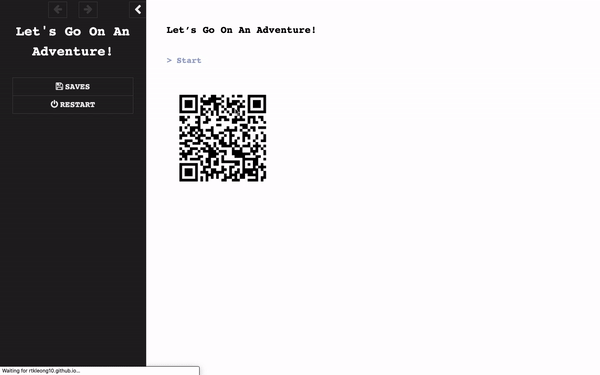 Let's Go On An
Adventure!
SAVES
RESTART
Let’s Go On An Adventure!
> Start
Waiting for rtkleong10.github.io...